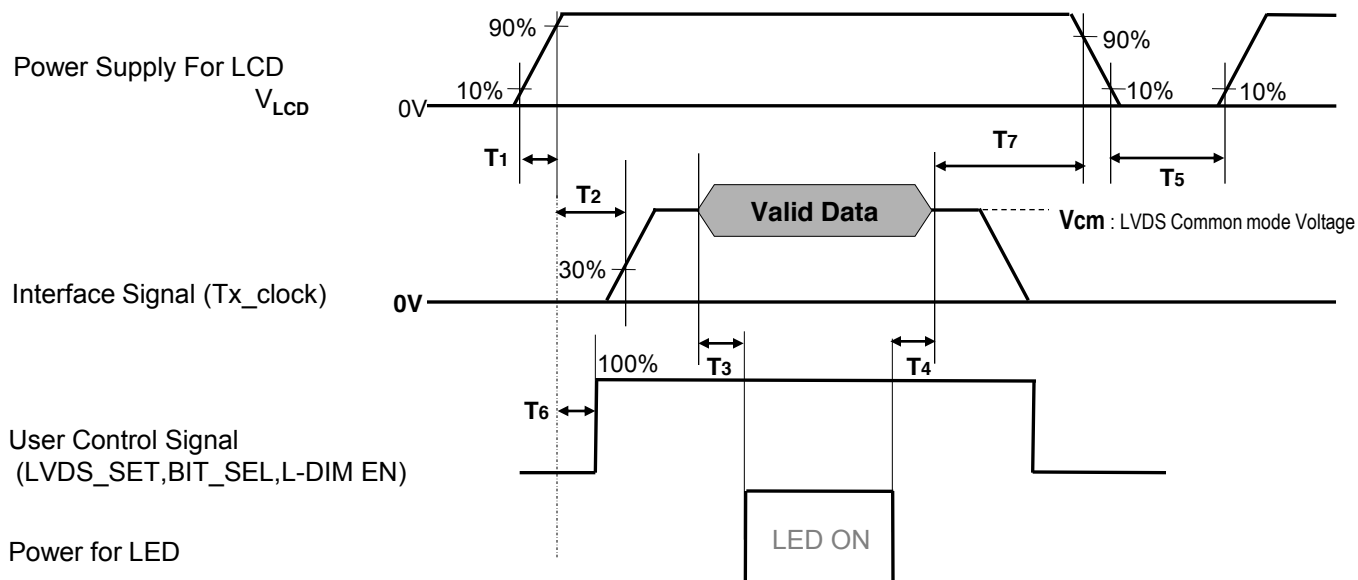 90%
90%
Power Supply For LCD
VLCD
10%
10%
10%
0V
T1
T7
T5
T2
Valid Data
Vcm : LVDS Common mode Voltage
30%
Interface Signal (Tx_clock)
0V
T3
T4
100%
T6
User Control Signal
(LVDS_SET,BIT_SEL,L-DIM EN)
LED ON
Power for LED